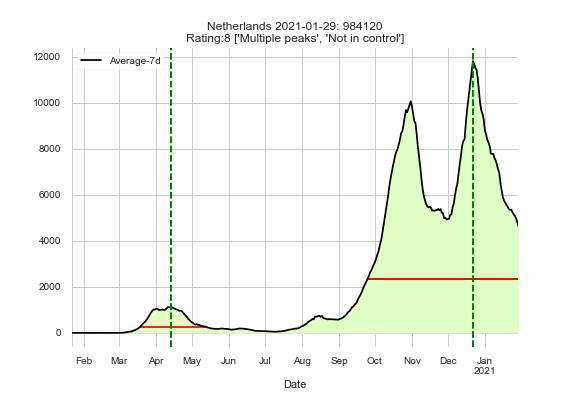 Netherlands 2021-01-29: 984120
Rating:8 ['Multiple peaks', 'Not in control']
Average-7d
12000
10000
8000
6000
4000
2000
0
Feb Mar Apr May Jun Jul Aug Sep Oct Nov Dec Jan
2021
Date